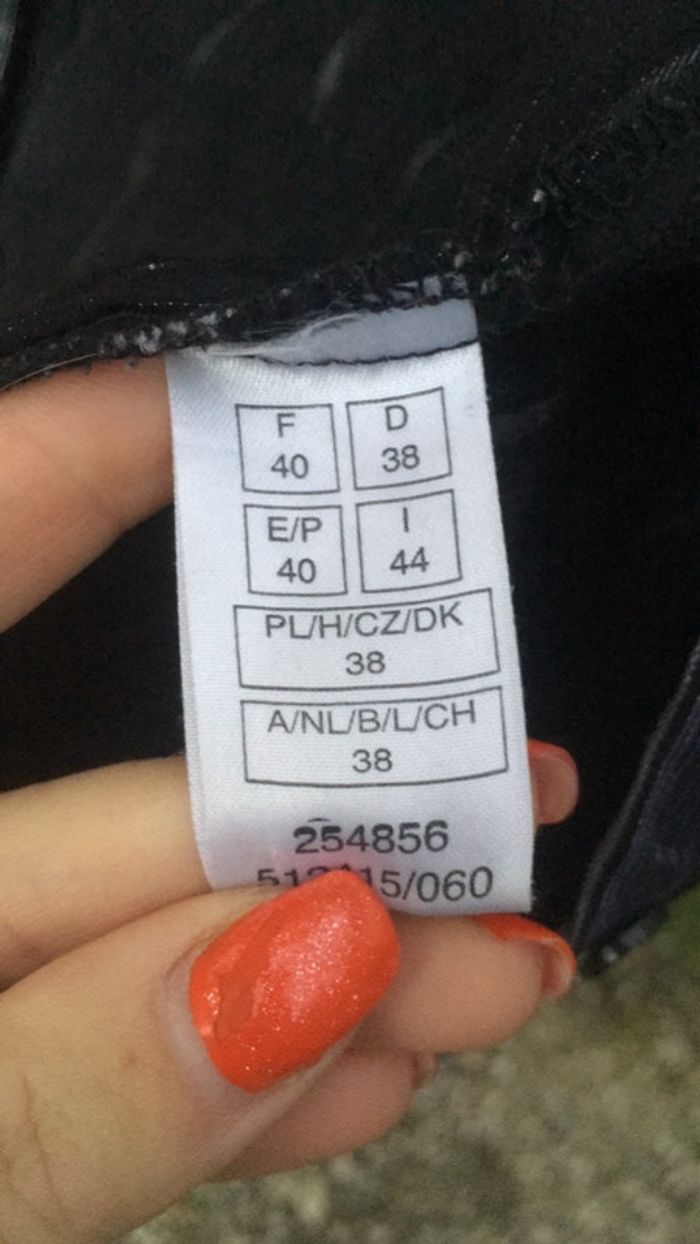 F D
40 38
E/P I
40 44
PL/H/CZ/DK
38
A/NL/B/L/CH
38
254856